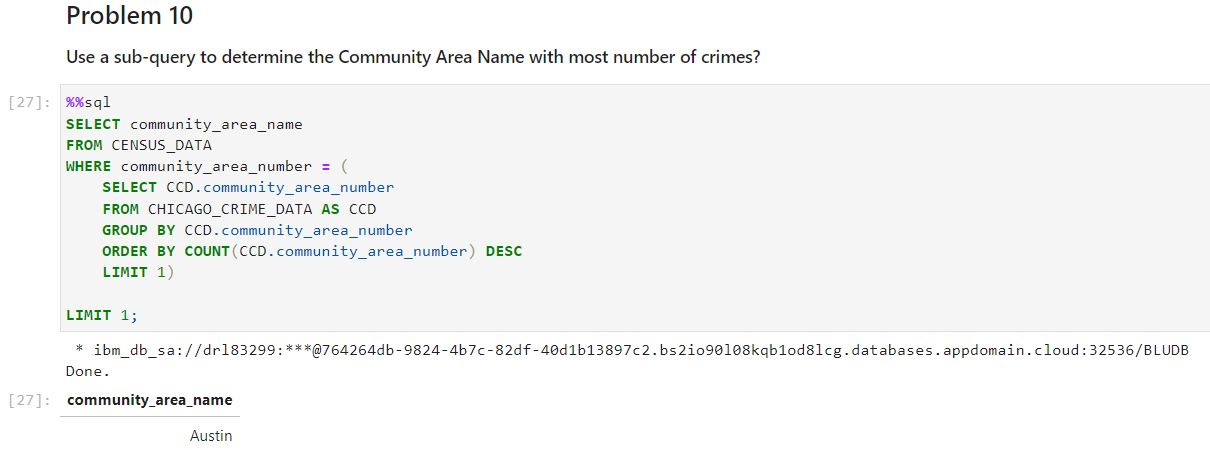 Problem 10
Use a sub-query to determine the Community Area Name with most number of crimes?
[27]: %%sql
SELECT community_area_name
FROM CENSUS_DATA
WHERE community_area_number = (
SELECT CCD.community_area_number
FROM CHICAGO_CRIME_DATA AS CCD
GROUP BY CCD.community_area_number
ORDER BY COUNT(CCD.community_area_number) DESC
LIMIT 1)
LIMIT 1;
* ibm_db_sa://drl83299:***@764264db-9824-4b7c-82df-40d1b13897c2.bs2io90l08kqb1od8lcg.databases.appdomain.cloud:32536/BLUDB
Done.
[27]: community_area_name
Austin